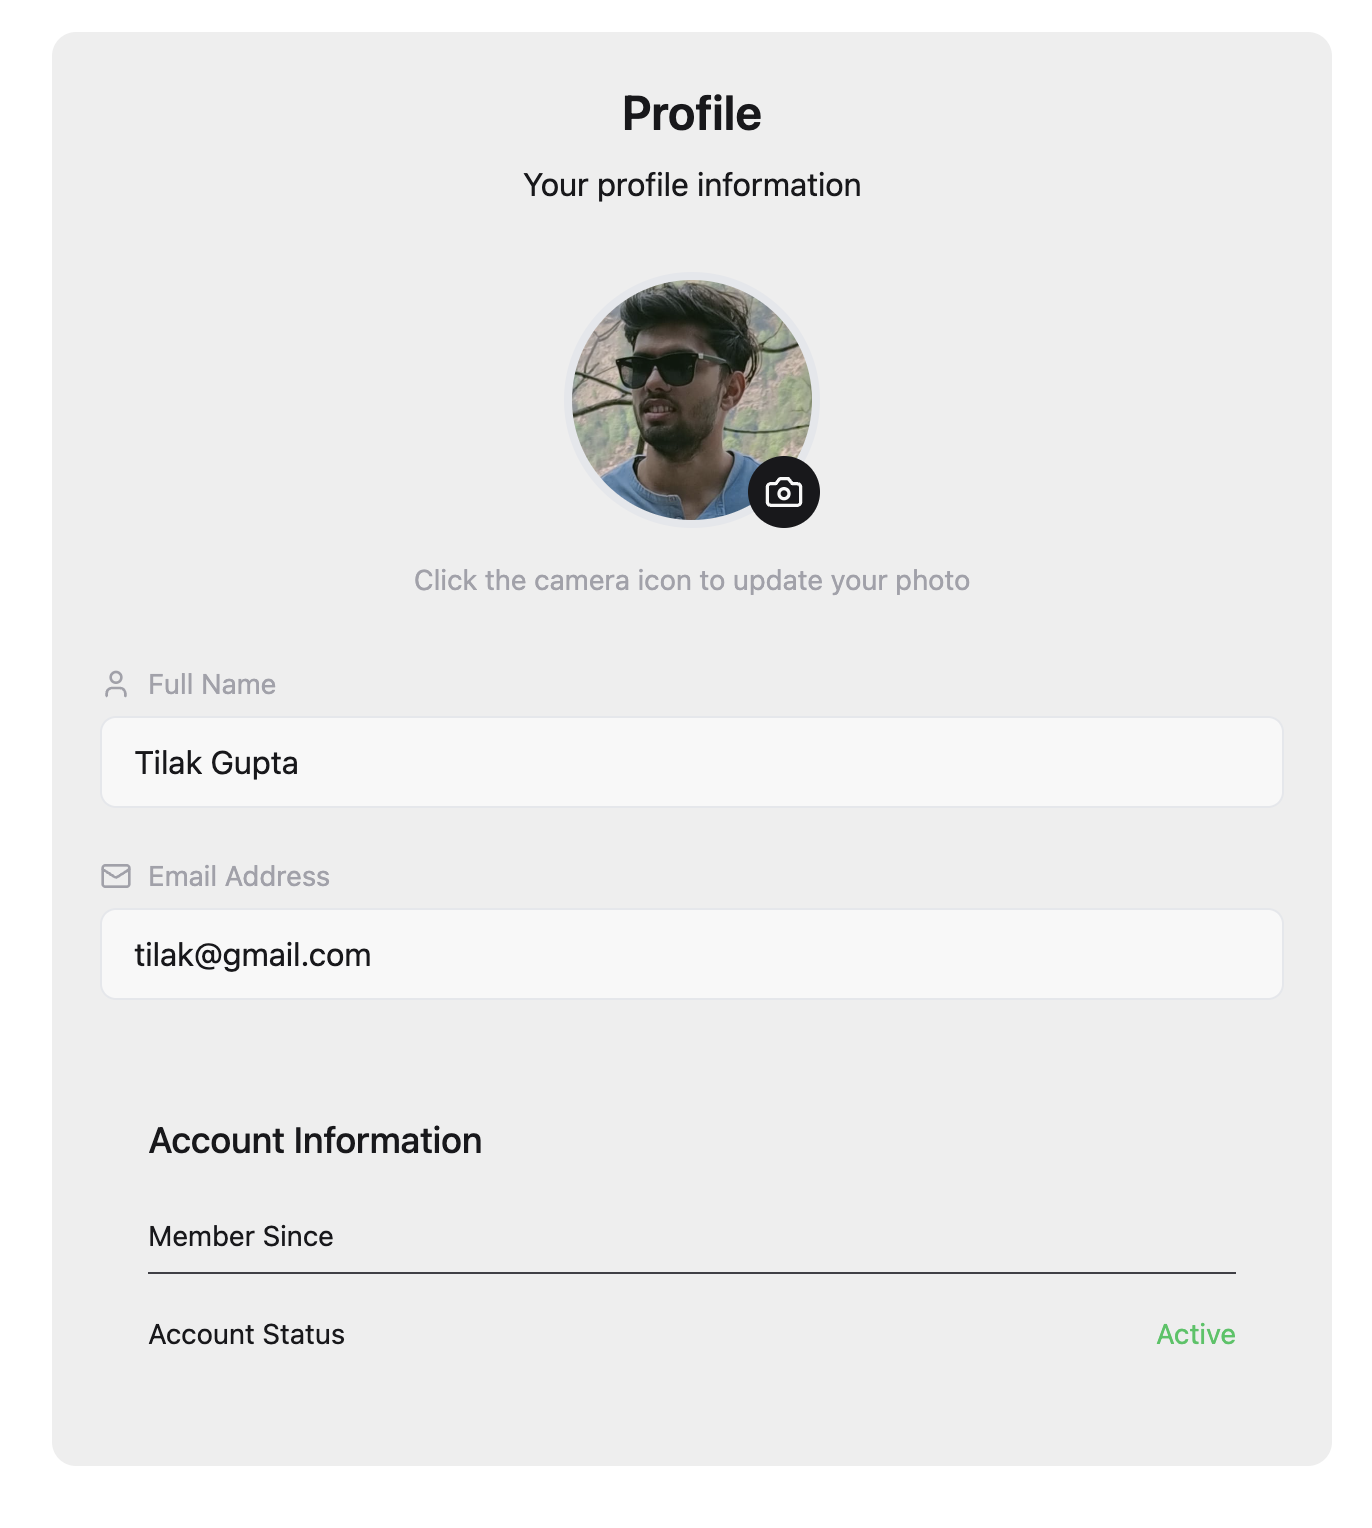 Profile
Your profile information
Click the camera icon to update your photo
Full Name
Tilak Gupta
Email Address
tilak@gmail.com
Account Information
Member Since
Account Status Active